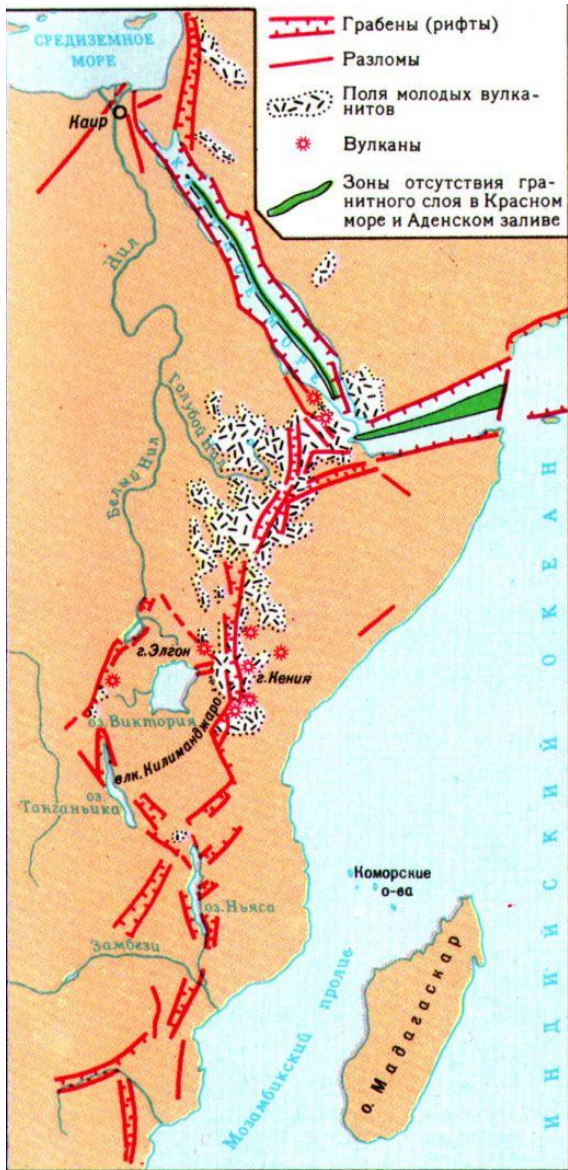 СРЕДИЗЕМНОЕ
МОРЕ
Каир
Грабены (рифты)
Разломы
Поля молодых вулка-
нитов
Вулканы
Зоны отсутствия гра-
нитного слоя в Красном
море и Аденском заливе
КРАСНОЕ МОРЕ
Нил
Голубой Нил
Белый Нил
г.Элгон
г.Кения
оз.Виктория
влк.Килиманджаро
оз.
Танганьика
оз.Ньяса
Замбези
Коморские
о-ва
Мозамбикский пролив
о. Мадагаскар
ИНДИЙСКИЙ ОКЕАН